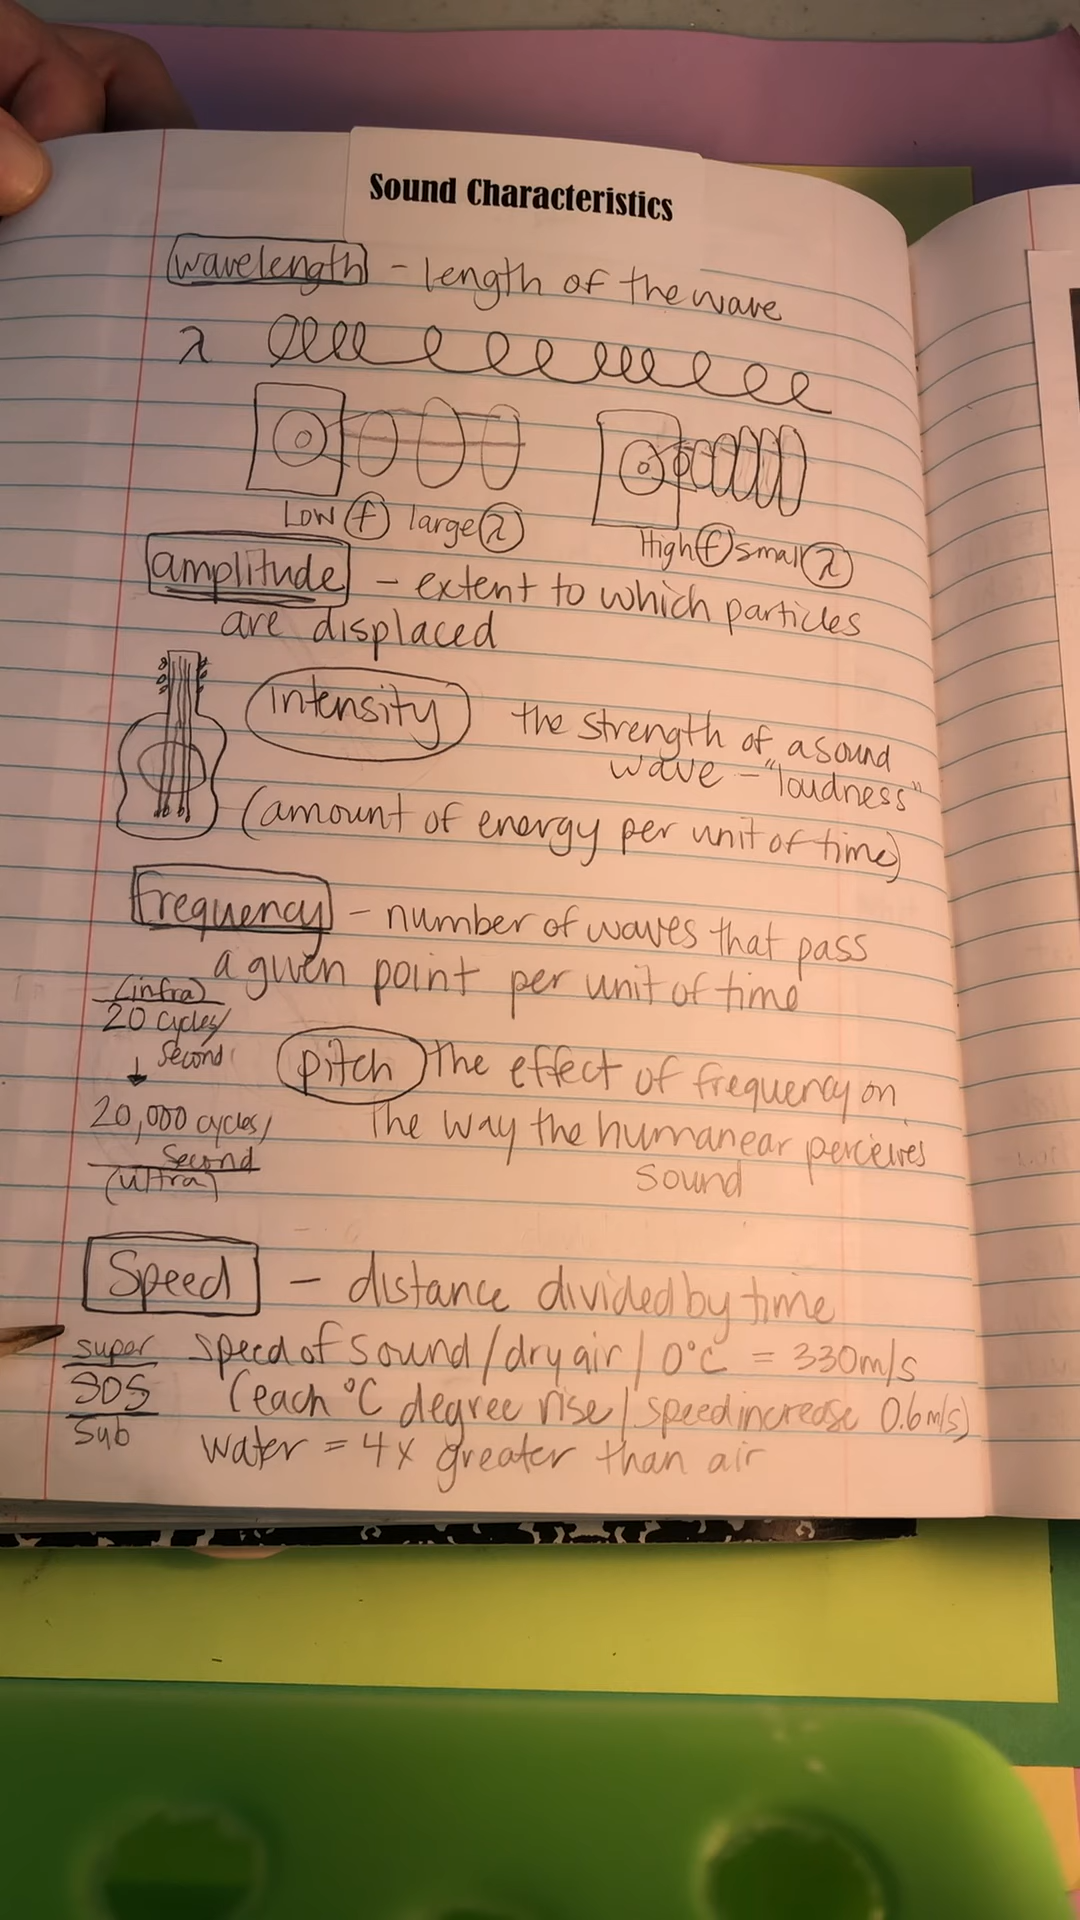 Sound Characteristics
wavelength - length of the wave
λ
Low f large λ
High f small λ
amplitude - extent to which particles
are displaced
intensity the strength of a sound
wave - "loudness"
(amount of energy per unit of time)
frequency - number of waves that pass
a given point per unit of time
(infra)
20 cycles/
second
pitch The effect of frequency on
the way the human ear perceives
sound
20,000 cycles/
second
(ultra)
Speed - distance divided by time
super
SOS
sub
speed of sound/dry air/0°C = 330m/s
(each °C degree rise/speed increase 0.6m/s)
water = 4x greater than air